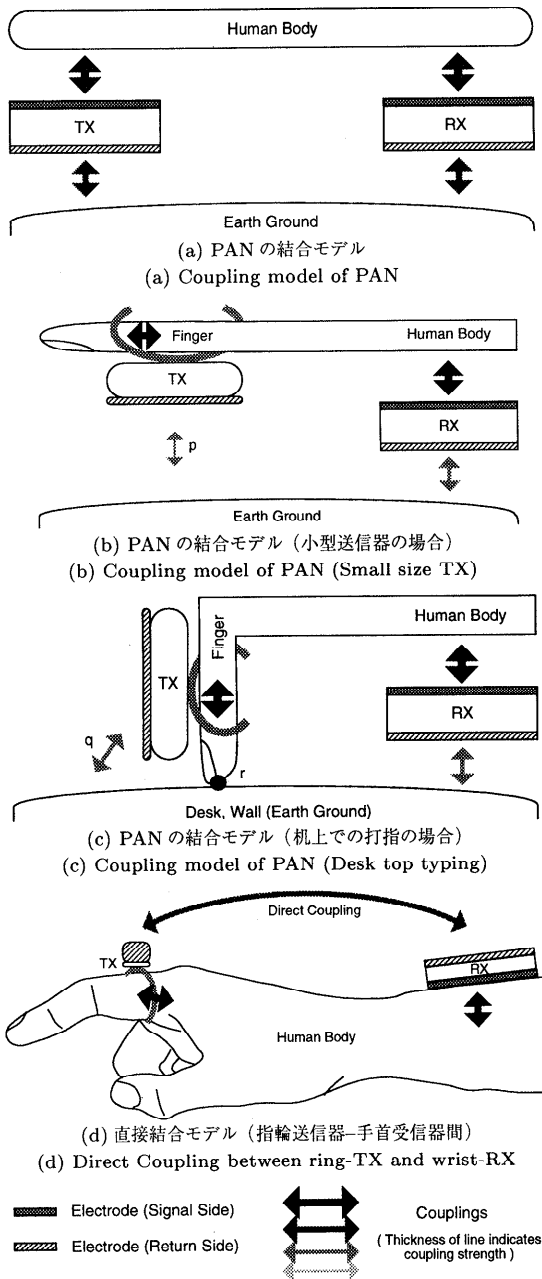 Human Body
TX
RX
Earth Ground
(a) PAN の結合モデル
(a) Coupling model of PAN
Finger
Human Body
TX
RX
p
Earth Ground
(b) PAN の結合モデル（小型送信器の場合）
(b) Coupling model of PAN (Small size TX)
Human Body
Finger
TX
RX
q
r
Desk, Wall (Earth Ground)
(c) PAN の結合モデル（机上での打指の場合）
(c) Coupling model of PAN (Desk top typing)
Direct Coupling
TX
RX
Human Body
(d) 直接結合モデル（指輪送信器–手首受信器間）
(d) Direct Coupling between ring-TX and wrist-RX
Electrode (Signal Side)
Electrode (Return Side)
Couplings
( Thickness of line indicates
coupling strength )